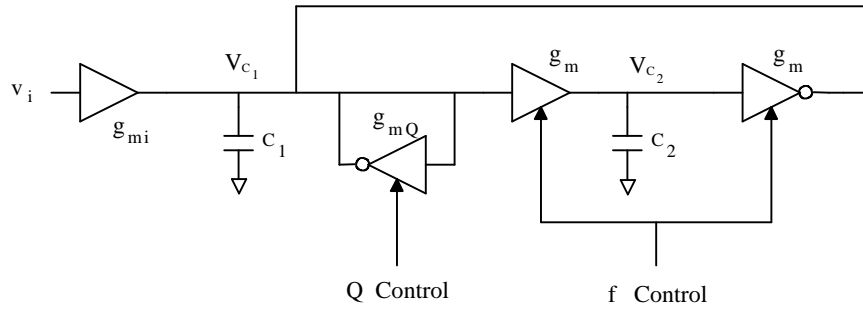 v i
g mi
V C 1
C 1
g mQ
g m
V C 2
C 2
g m
Q Control
f Control